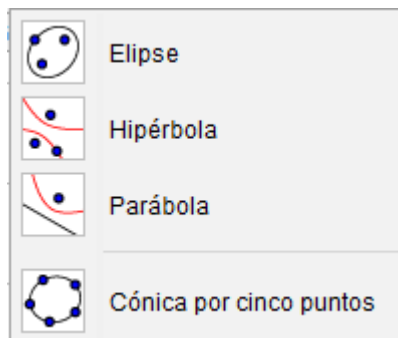 Elipse
Hipérbola
Parábola
Cónica por cinco puntos